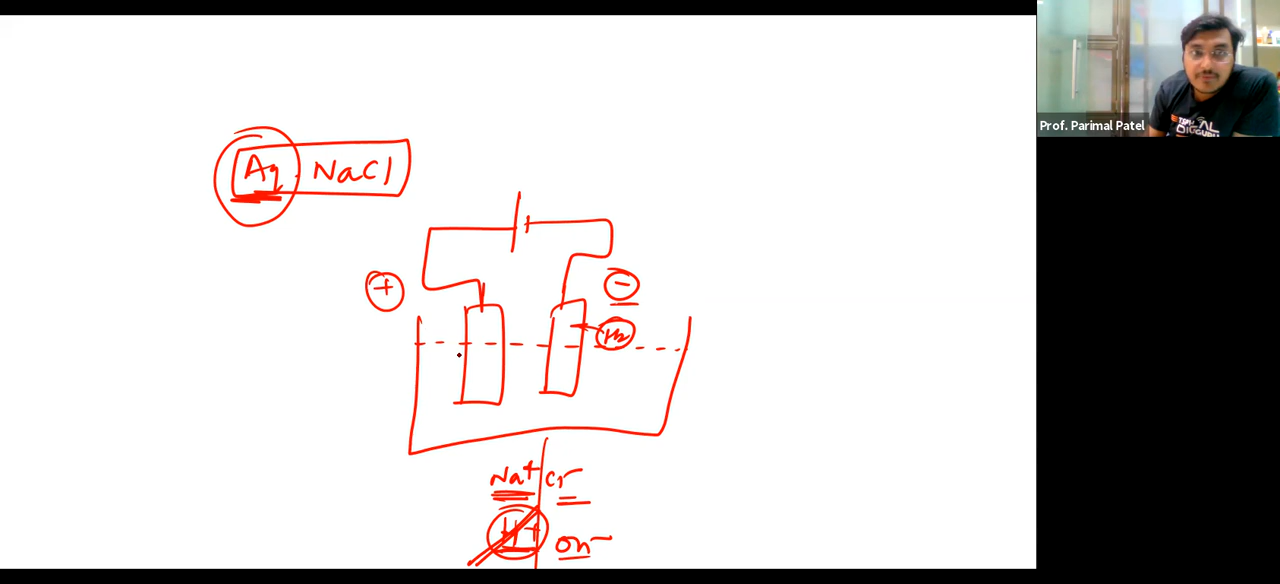 Prof. Parimal Patel
Aq. NaCl
+
−
H2
Na+ Cl−
H+ OH−